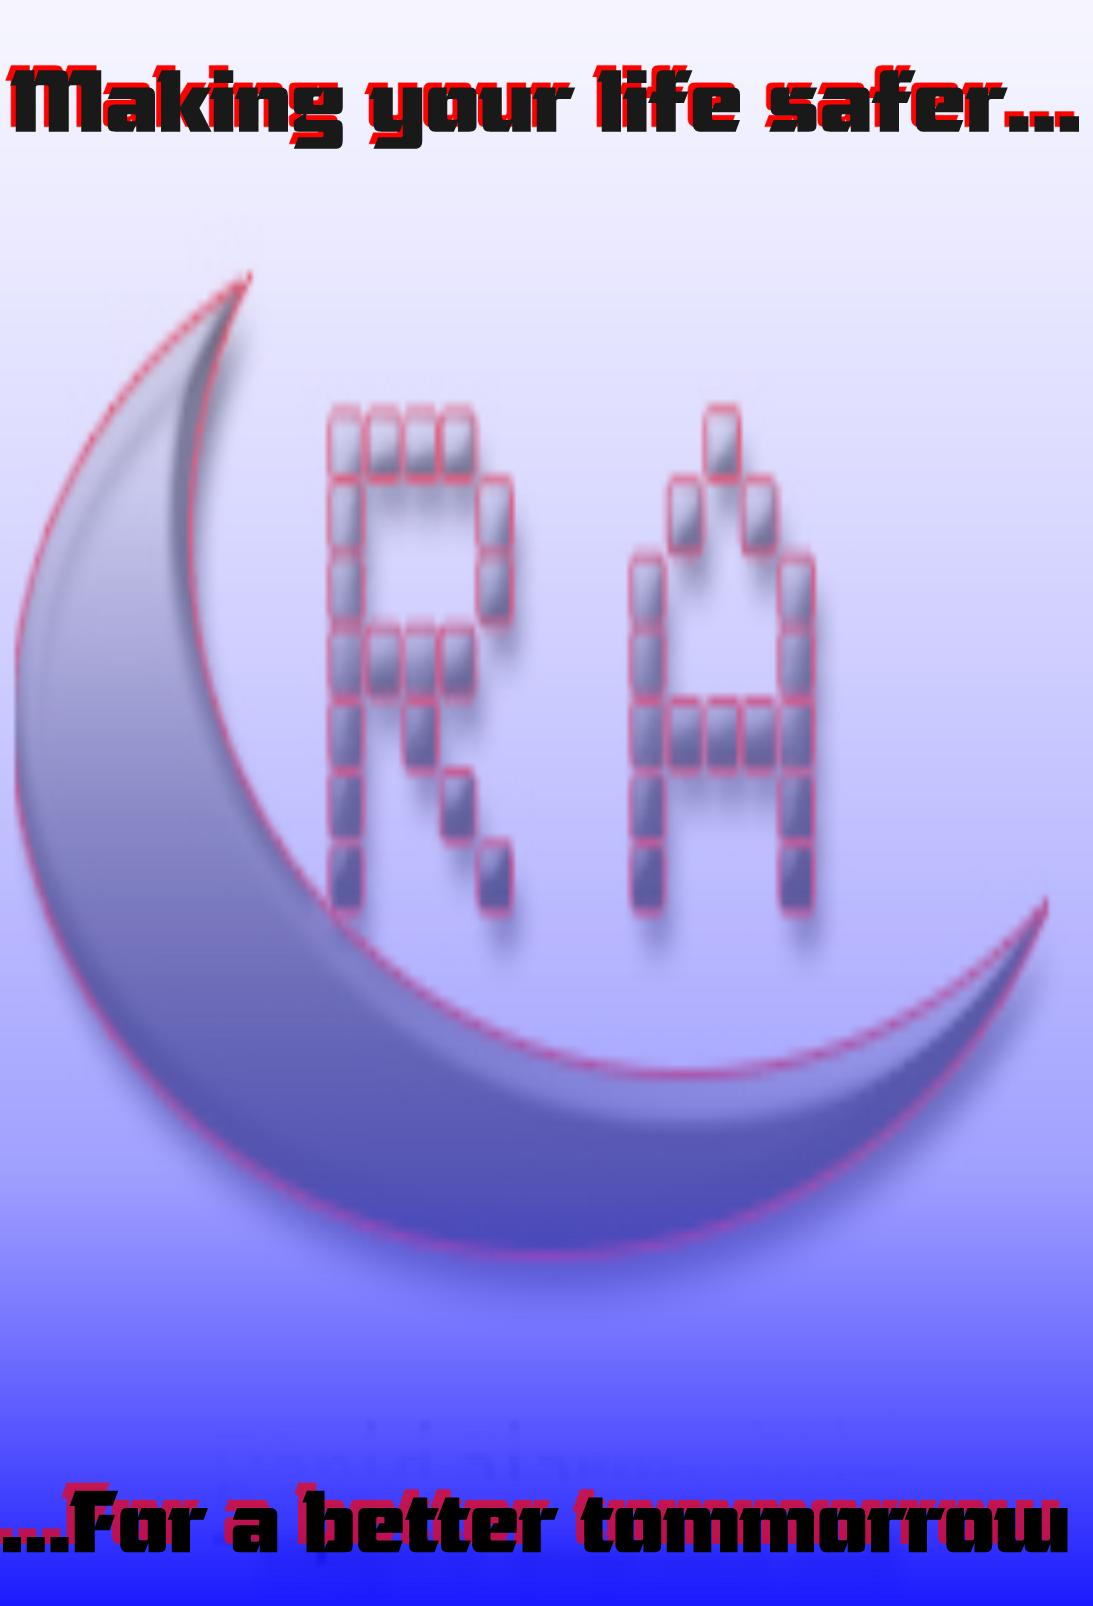 Making your life safer...
RA
...For a better tommorrow